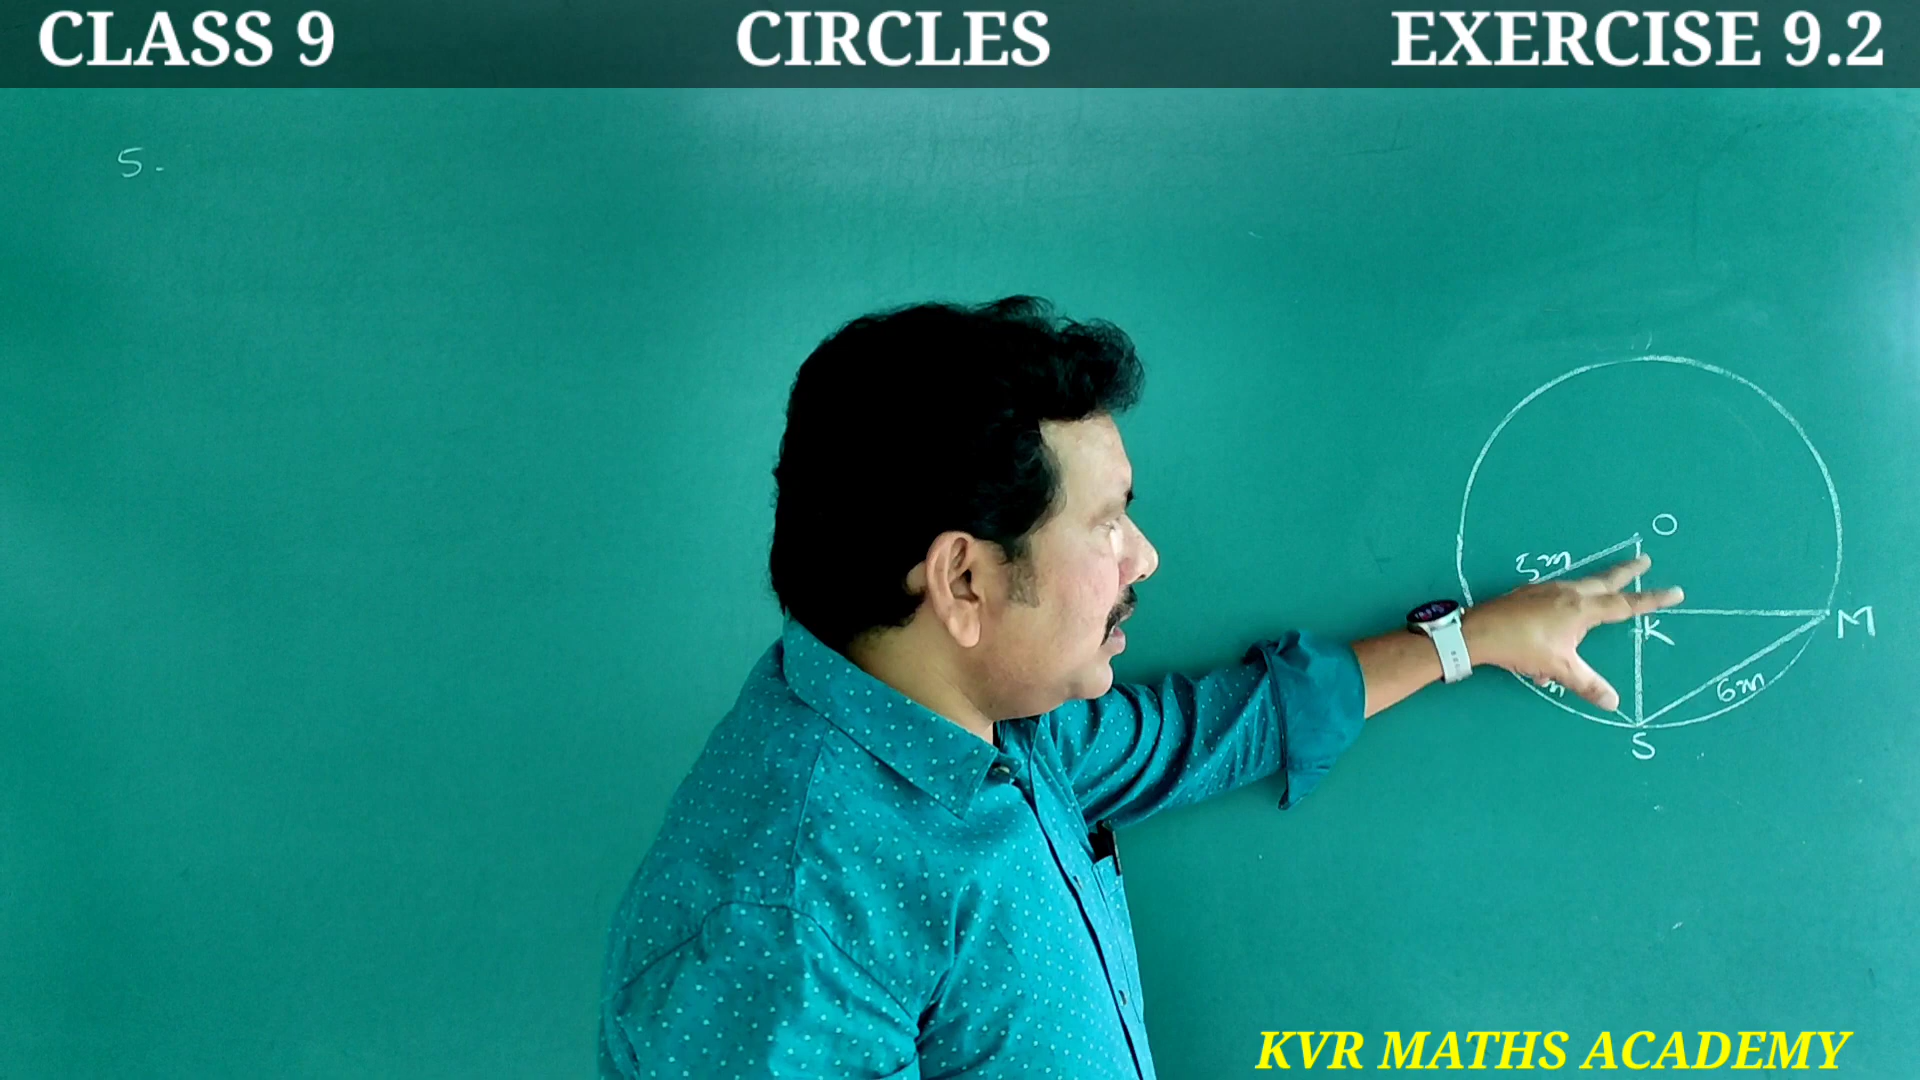 CLASS 9 CIRCLES EXERCISE 9.2
5.
O
5m
K
M
6m
S
KVR MATHS ACADEMY